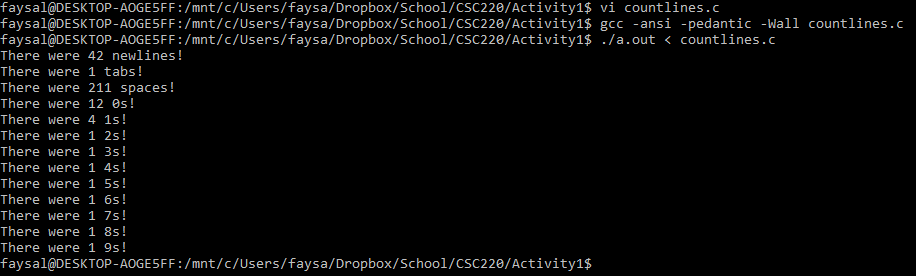 faysal@DESKTOP-AOGE5FF:/mnt/c/Users/faysa/Dropbox/School/CSC220/Activity1$ vi countlines.c
faysal@DESKTOP-AOGE5FF:/mnt/c/Users/faysa/Dropbox/School/CSC220/Activity1$ gcc -ansi -pedantic -Wall countlines.c
faysal@DESKTOP-AOGE5FF:/mnt/c/Users/faysa/Dropbox/School/CSC220/Activity1$ ./a.out < countlines.c
There were 42 newlines!
There were 1 tabs!
There were 211 spaces!
There were 12 0s!
There were 4 1s!
There were 1 2s!
There were 1 3s!
There were 1 4s!
There were 1 5s!
There were 1 6s!
There were 1 7s!
There were 1 8s!
There were 1 9s!
faysal@DESKTOP-AOGE5FF:/mnt/c/Users/faysa/Dropbox/School/CSC220/Activity1$